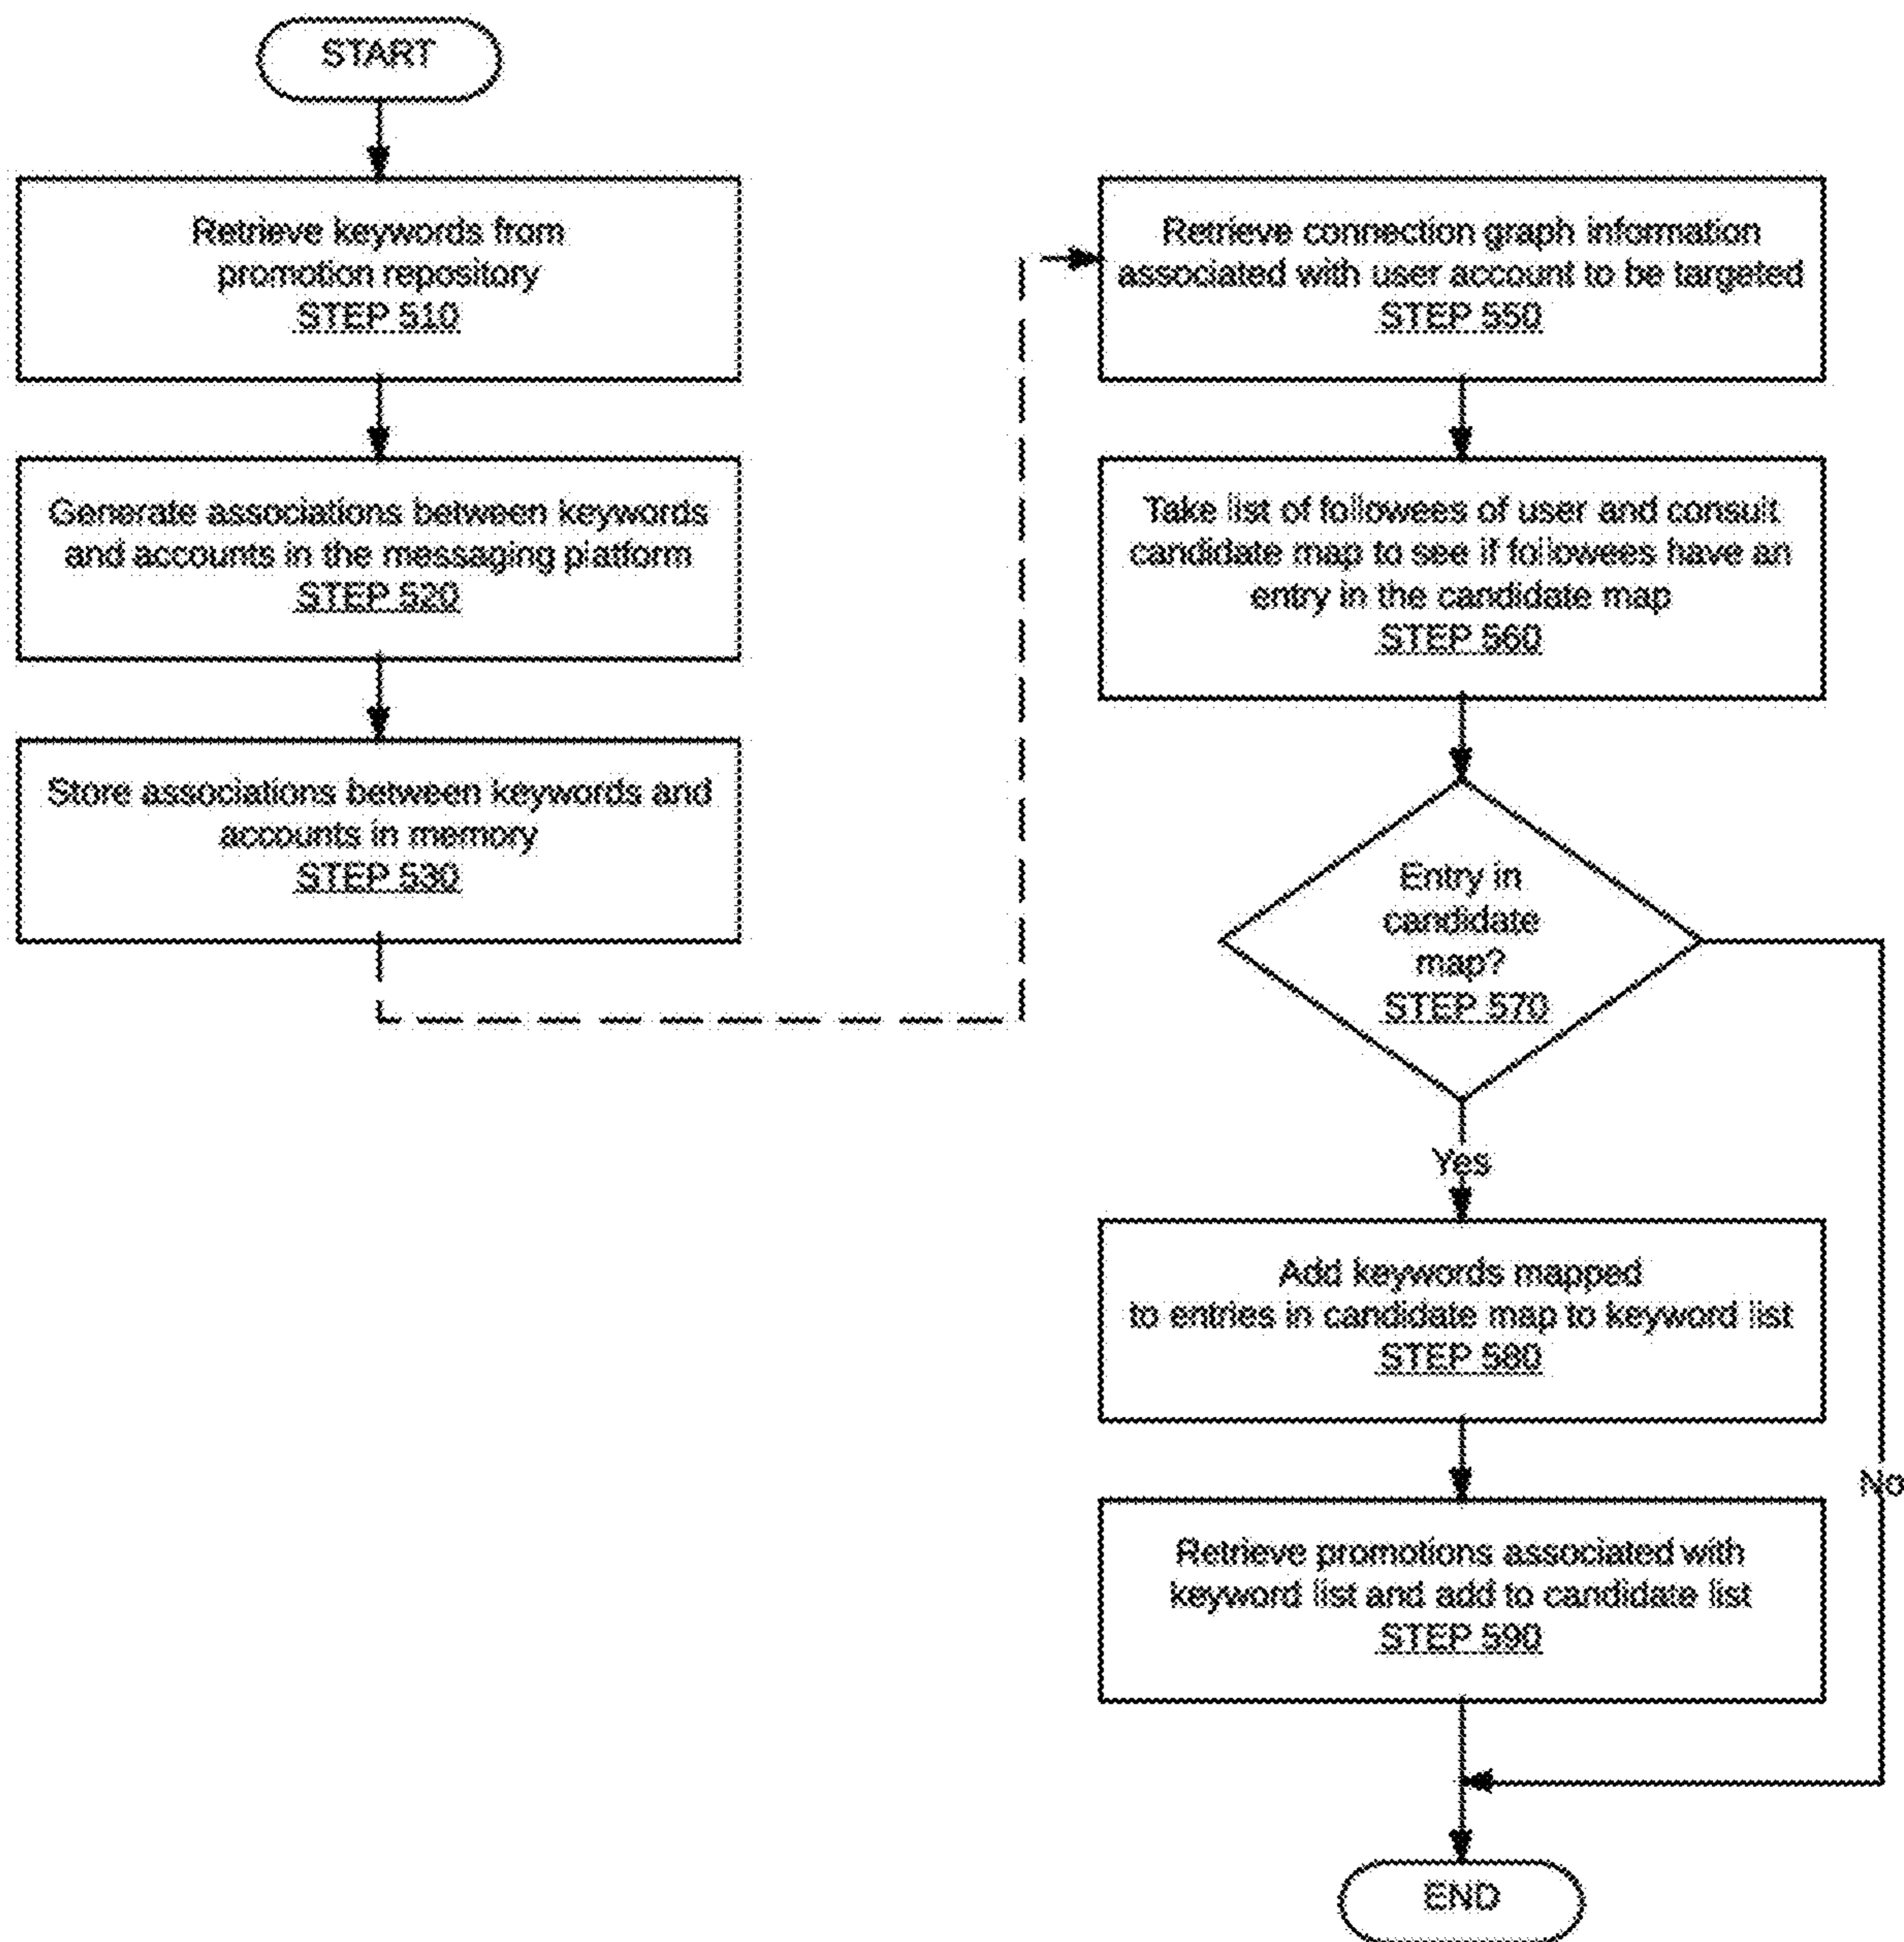 START
Retrieve keywords from
promotion repository
STEP 510
Generate associations between keywords
and accounts in the messaging platform
STEP 520
Store associations between keywords and
accounts in memory
STEP 530
Retrieve connection graph information
associated with user account to be targeted
STEP 550
Take list of followees of user and consult
candidate map to see if followees have an
entry in the candidate map
STEP 560
Entry in
candidate
map?
STEP 570
Yes
Add keywords mapped
to entries in candidate map to keyword list
STEP 580
No
Retrieve promotions associated with
keyword list and add to candidate list
STEP 590
END